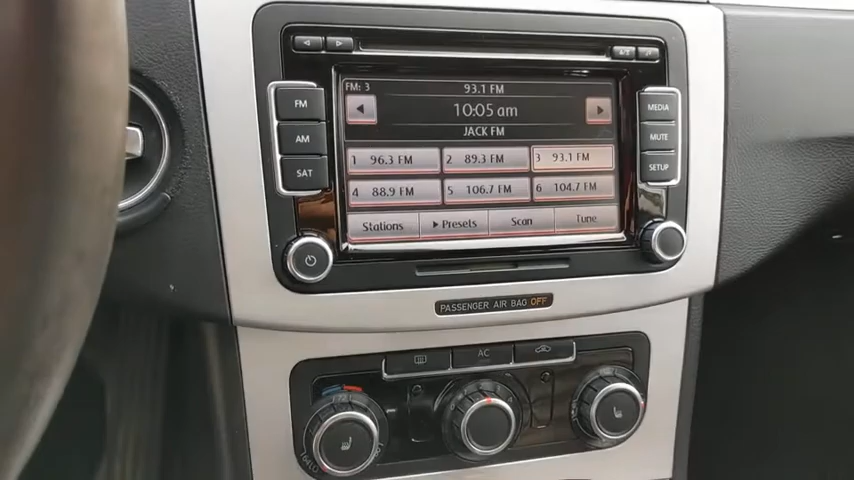 FM: 3 93.1 FM
10:05 am
JACK FM
1 96.3 FM 2 89.3 FM 3 93.1 FM
4 88.9 FM 5 106.7 FM 6 104.7 FM
Stations Presets Scan Tune
FM
AM
SAT
MEDIA
MUTE
SETUP
PASSENGER AIR BAG OFF
AC
72
64LO